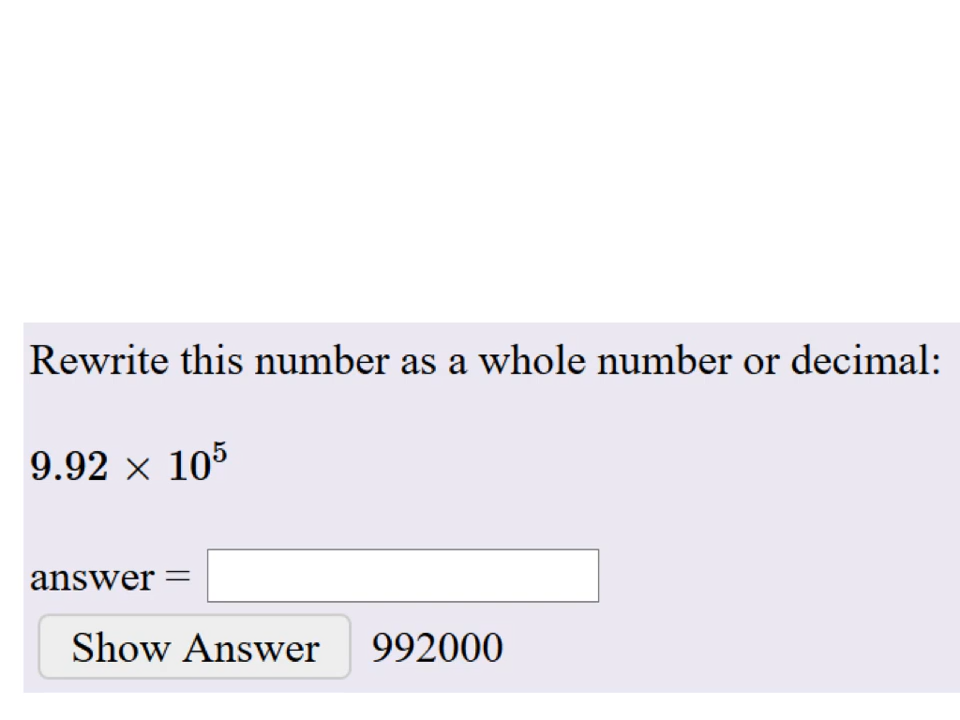 Rewrite this number as a whole number or decimal:
9.92 × 10⁵
answer =
Show Answer 992000